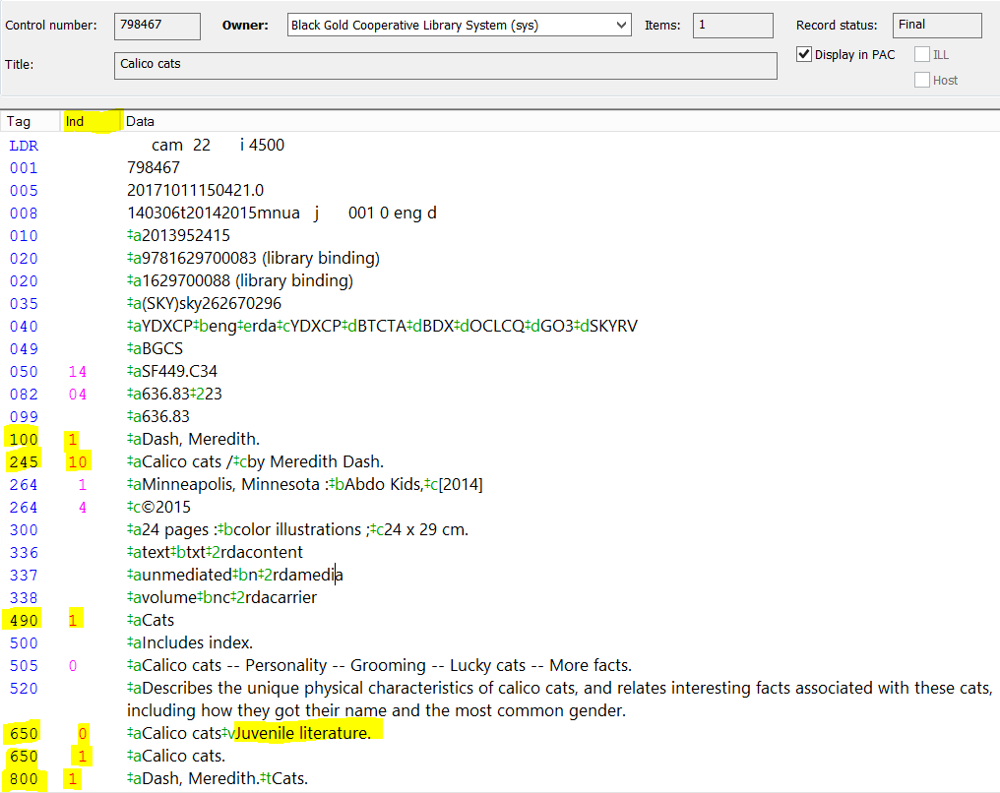 Control number: 798467 Owner: Black Gold Cooperative Library System (sys) Items: 1 Record status: Final
Title: Calico cats Display in PAC ILL
Host
Tag Ind Data
LDR cam 22 i 4500
001 798467
005 20171011150421.0
008 140306t20142015mnua j 001 0 eng d
010 ‡a2013952415
020 ‡a9781629700083 (library binding)
020 ‡a1629700088 (library binding)
035 ‡a(SKY)sky262670296
040 ‡aYDXCP‡beng‡erda‡cYDXCP‡dBTCTA‡dBDX‡dOCLCQ‡dGO3‡dSKYRV
049 ‡aBGCS
050 14 ‡aSF449.C34
082 04 ‡a636.83‡223
099 ‡a636.83
100 1 ‡aDash, Meredith.
245 10 ‡aCalico cats /‡cby Meredith Dash.
264 1 ‡aMinneapolis, Minnesota :‡bAbdo Kids,‡c[2014]
264 4 ‡c©2015
300 ‡a24 pages :‡bcolor illustrations ;‡c24 x 29 cm.
336 ‡atext‡btxt‡2rdacontent
337 ‡aunmediated‡bn‡2rdamedia
338 ‡avolume‡bnc‡2rdacarrier
490 1 ‡aCats
500 ‡aIncludes index.
505 0 ‡aCalico cats -- Personality -- Grooming -- Lucky cats -- More facts.
520 ‡aDescribes the unique physical characteristics of calico cats, and relates interesting facts associated with these cats,
including how they got their name and the most common gender.
650 0 ‡aCalico cats‡vJuvenile literature.
650 1 ‡aCalico cats.
800 1 ‡aDash, Meredith.‡tCats.